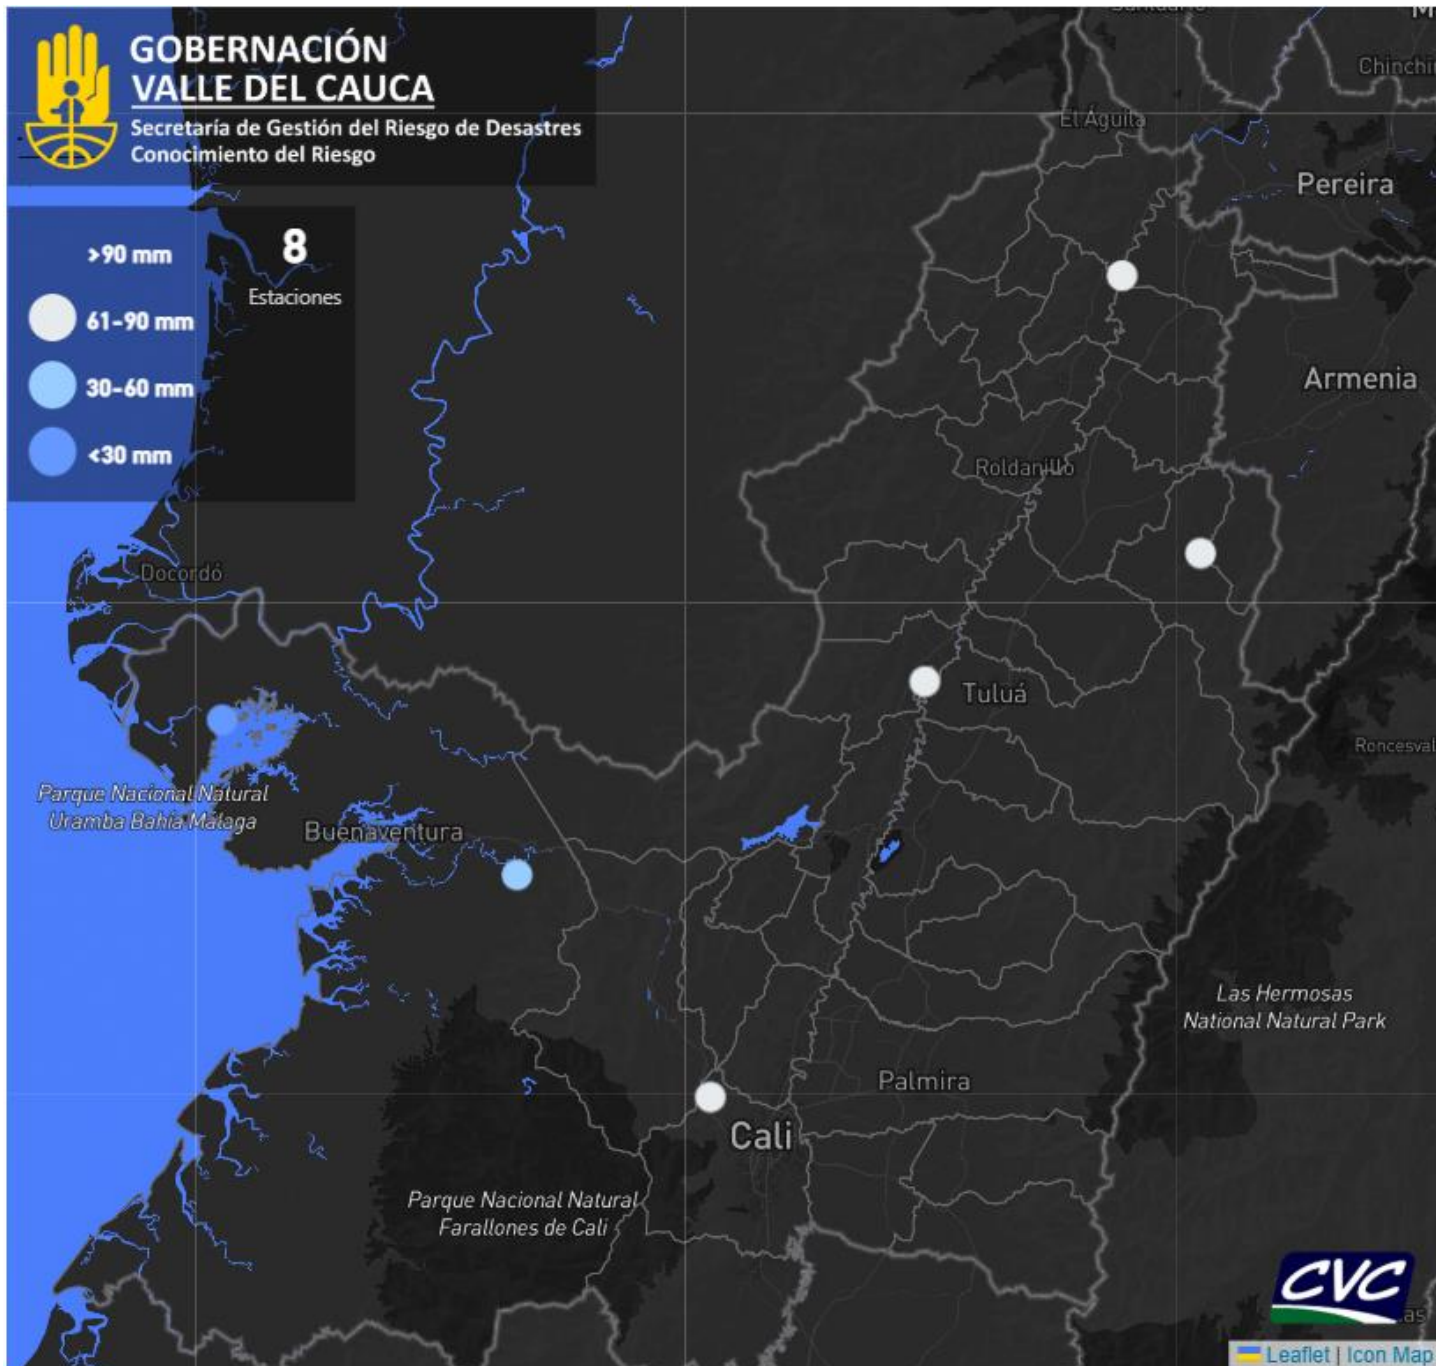 GOBERNACIÓN
VALLE DEL CAUCA
Secretaría de Gestión del Riesgo de Desastres
Conocimiento del Riesgo
>90 mm
61-90 mm
30-60 mm
<30 mm
8
Estaciones
El Águila
Pereira
Armenia
Roldanillo
Docordó
Tuluá
Parque Nacional Natural
Uramba Bahía Málaga
Buenaventura
Las Hermosas
National Natural Park
Palmira
Cali
Parque Nacional Natural
Farallones de Cali
CVC
Leaflet | Icon Map